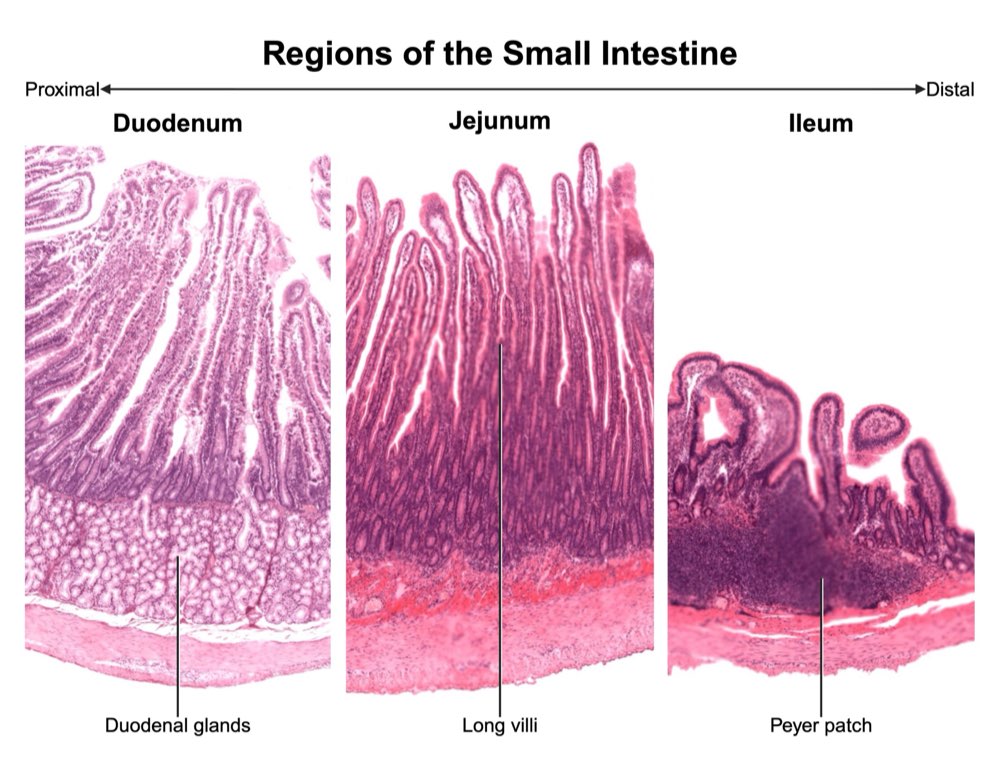 Regions of the Small Intestine
Proximal Distal
Duodenum Jejunum Ileum
Duodenal glands Long villi Peyer patch